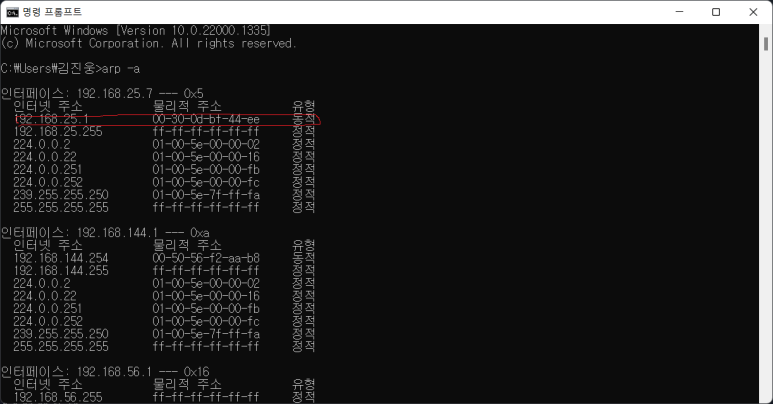 명령 프롬프트
Microsoft Windows [Version 10.0.22000.1335]
(c) Microsoft Corporation. All rights reserved.
C:\Users\김진웅>arp -a
인터페이스: 192.168.25.7 --- 0x5
인터넷 주소 물리적 주소 유형
192.168.25.1 00-30-0d-bf-44-ee 동적
192.168.25.255 ff-ff-ff-ff-ff-ff 정적
224.0.0.2 01-00-5e-00-00-02 정적
224.0.0.22 01-00-5e-00-00-16 정적
224.0.0.251 01-00-5e-00-00-fb 정적
224.0.0.252 01-00-5e-00-00-fc 정적
239.255.255.250 01-00-5e-7f-ff-fa 정적
255.255.255.255 ff-ff-ff-ff-ff-ff 정적
인터페이스: 192.168.144.1 --- 0xa
인터넷 주소 물리적 주소 유형
192.168.144.254 00-50-56-f2-aa-b8 동적
192.168.144.255 ff-ff-ff-ff-ff-ff 정적
224.0.0.2 01-00-5e-00-00-02 정적
224.0.0.22 01-00-5e-00-00-16 정적
224.0.0.251 01-00-5e-00-00-fb 정적
224.0.0.252 01-00-5e-00-00-fc 정적
239.255.255.250 01-00-5e-7f-ff-fa 정적
255.255.255.255 ff-ff-ff-ff-ff-ff 정적
인터페이스: 192.168.56.1 --- 0x16
인터넷 주소 물리적 주소 유형
192.168.56.255 ff-ff-ff-ff-ff-ff 정적